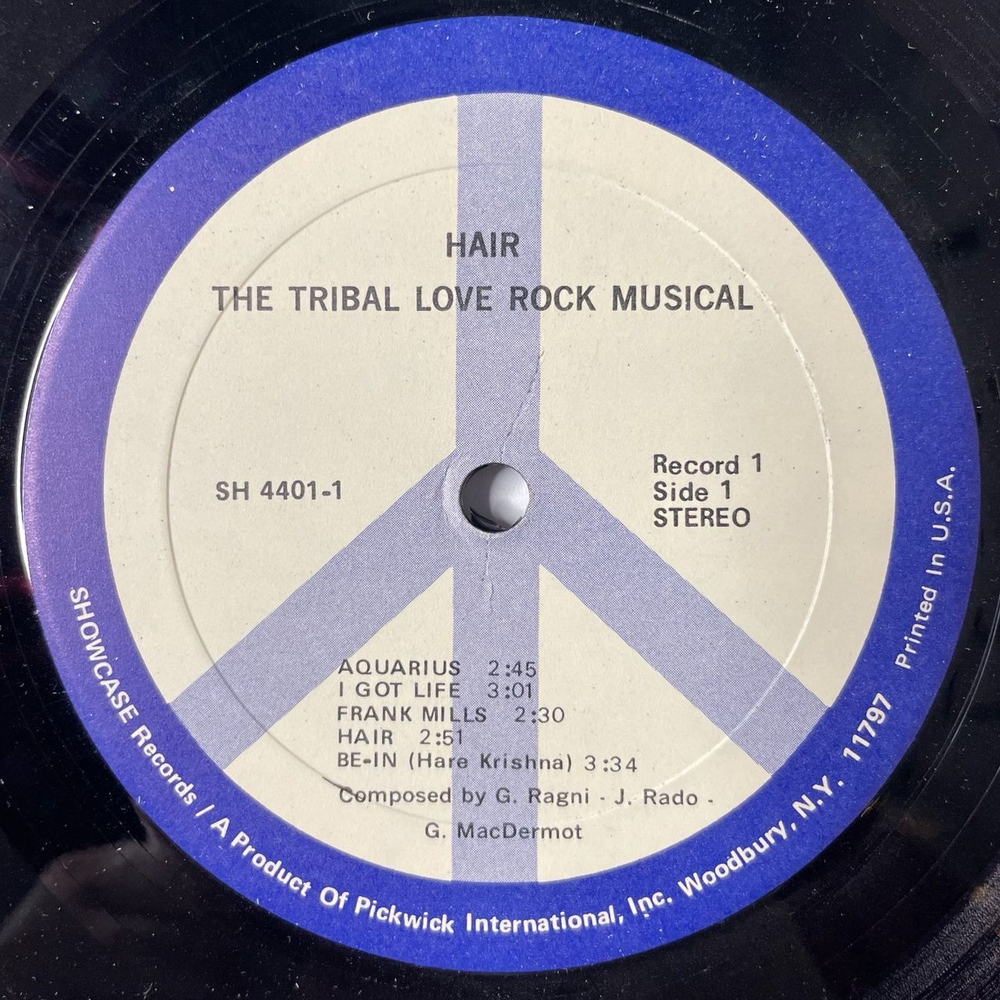 HAIR
THE TRIBAL LOVE ROCK MUSICAL
SH 4401-1
Record 1
Side 1
STEREO
AQUARIUS 2:45
I GOT LIFE 3:01
FRANK MILLS 2:30
HAIR 2:51
BE-IN (Hare Krishna) 3:34
Composed by G. Ragni - J. Rado -
G. MacDermot
SHOWCASE Records / A Product Of Pickwick International, Inc. Woodbury, N.Y. 11797 Printed In U.S.A.